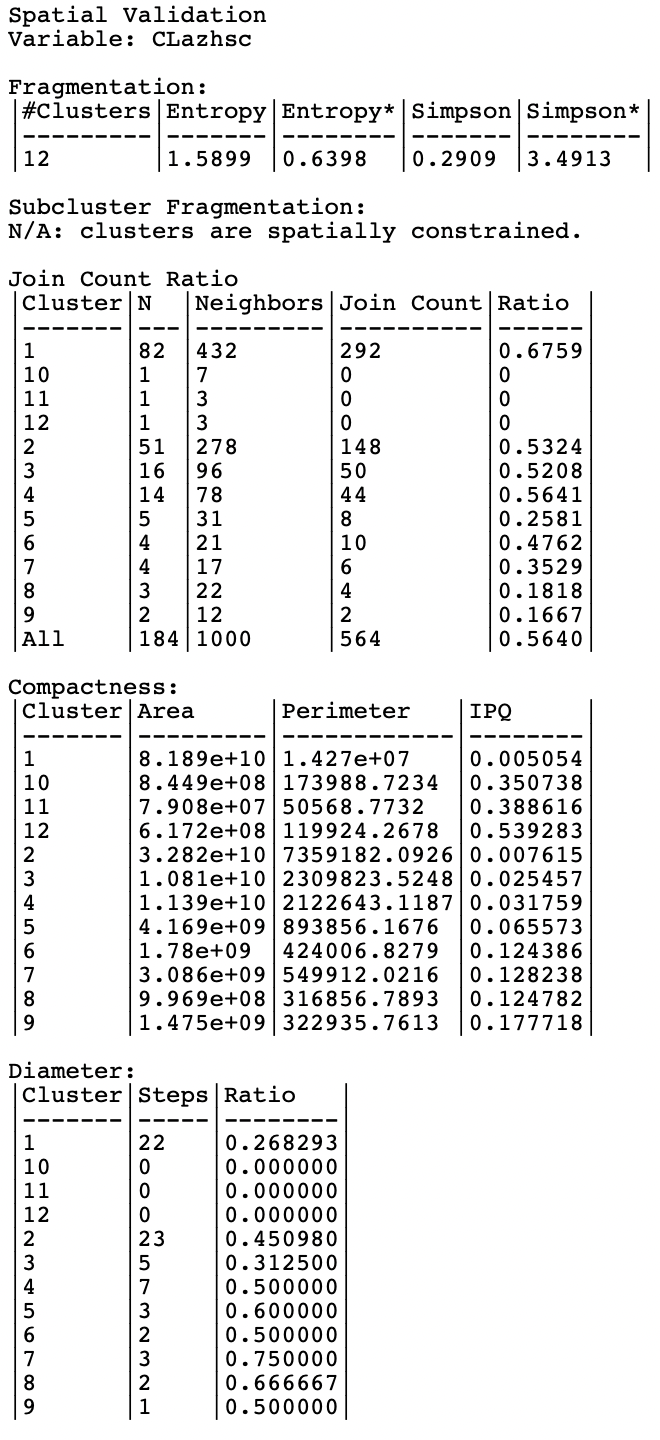 Spatial Validation
Variable: CLazhsc
Fragmentation:
|#Clusters|Entropy|Entropy*|Simpson|Simpson*|
|---------|-------|--------|-------|--------|
|12       |1.5899 |0.6398  |0.2909 |3.4913  |
Subcluster Fragmentation:
N/A: clusters are spatially constrained.
Join Count Ratio
|Cluster|N  |Neighbors|Join Count|Ratio |
|-------|---|---------|----------|------|
|1      |82 |432      |292       |0.6759|
|10     |1  |7        |0         |0     |
|11     |1  |3        |0         |0     |
|12     |1  |3        |0         |0     |
|2      |51 |278      |148       |0.5324|
|3      |16 |96       |50        |0.5208|
|4      |14 |78       |44        |0.5641|
|5      |5  |31       |8         |0.2581|
|6      |4  |21       |10        |0.4762|
|7      |4  |17       |6         |0.3529|
|8      |3  |22       |4         |0.1818|
|9      |2  |12       |2         |0.1667|
|All    |184|1000     |564       |0.5640|
Compactness:
|Cluster|Area     |Perimeter   |IPQ     |
|-------|---------|------------|--------|
|1      |8.189e+10|1.427e+07   |0.005054|
|10     |8.449e+08|173988.7234 |0.350738|
|11     |7.908e+07|50568.7732  |0.388616|
|12     |6.172e+08|119924.2678 |0.539283|
|2      |3.282e+10|7359182.0926|0.007615|
|3      |1.081e+10|2309823.5248|0.025457|
|4      |1.139e+10|2122643.1187|0.031759|
|5      |4.169e+09|893856.1676 |0.065573|
|6      |1.78e+09 |424006.8279 |0.124386|
|7      |3.086e+09|549912.0216 |0.128238|
|8      |9.969e+08|316856.7893 |0.124782|
|9      |1.475e+09|322935.7613 |0.177718|
Diameter:
|Cluster|Steps|Ratio   |
|-------|-----|--------|
|1      |22   |0.268293|
|10     |0    |0.000000|
|11     |0    |0.000000|
|12     |0    |0.000000|
|2      |23   |0.450980|
|3      |5    |0.312500|
|4      |7    |0.500000|
|5      |3    |0.600000|
|6      |2    |0.500000|
|7      |3    |0.750000|
|8      |2    |0.666667|
|9      |1    |0.500000|